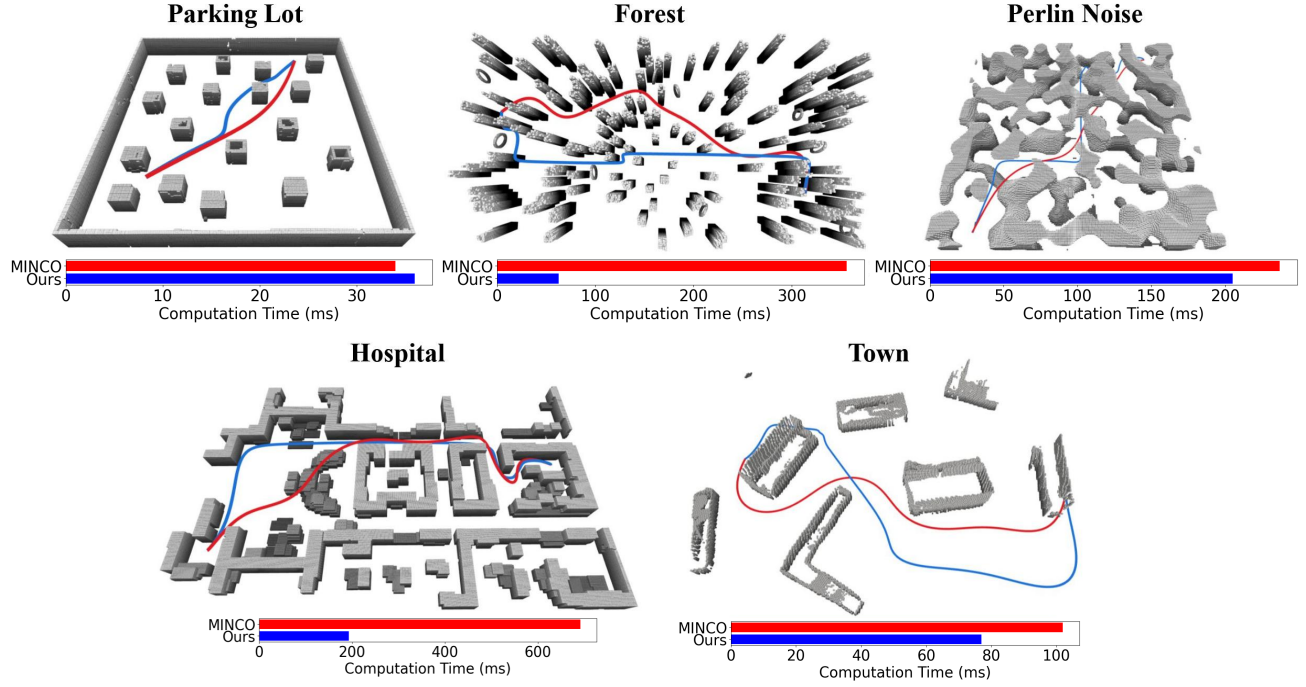 Parking Lot
Forest
Perlin Noise
MINCO
Ours
0 10 20 30
Computation Time (ms)
MINCO
Ours
0 100 200 300
Computation Time (ms)
MINCO
Ours
0 50 100 150 200
Computation Time (ms)
Hospital
Town
MINCO
Ours
0 200 400 600
Computation Time (ms)
MINCO
Ours
0 20 40 60 80 100
Computation Time (ms)